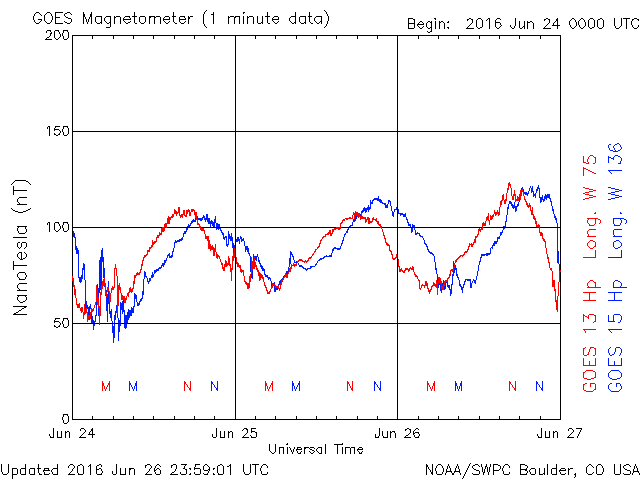 GOES Magnetometer (1 minute data)
Begin: 2016 Jun 24 0000 UTC
200
150
100
50
0
NanoTesla (nT)
M M N N M M N N M M N N
Jun 24 Jun 25 Jun 26 Jun 27
Universal Time
GOES 13 Hp Long. W 75
GOES 15 Hp Long. W 136
Updated 2016 Jun 26 23:59:01 UTC
NOAA/SWPC Boulder, CO USA